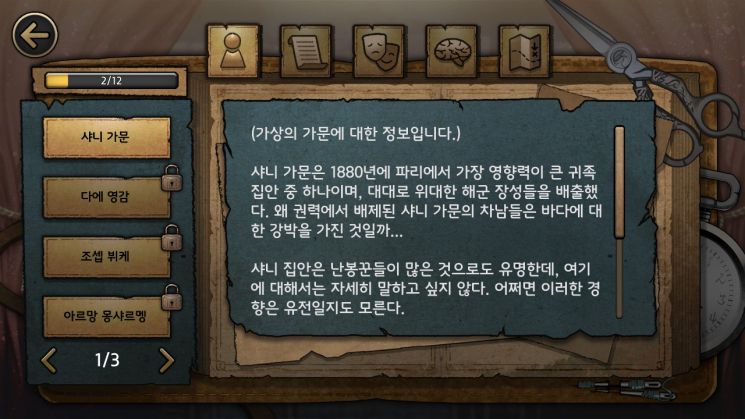 2/12
샤니 가문
다에 영감
조셉 뷔케
아르망 몽샤르멩
1/3
(가상의 가문에 대한 정보입니다.)
샤니 가문은 1880년에 파리에서 가장 영향력이 큰 귀족
집안 중 하나이며, 대대로 위대한 해군 장성들을 배출했
다. 왜 권력에서 배제된 샤니 가문의 차남들은 바다에 대
한 강박을 가진 것일까...
샤니 집안은 난봉꾼들이 많은 것으로도 유명한데, 여기
에 대해서는 자세히 말하고 싶지 않다. 어쩌면 이러한 경
향은 유전일지도 모른다.